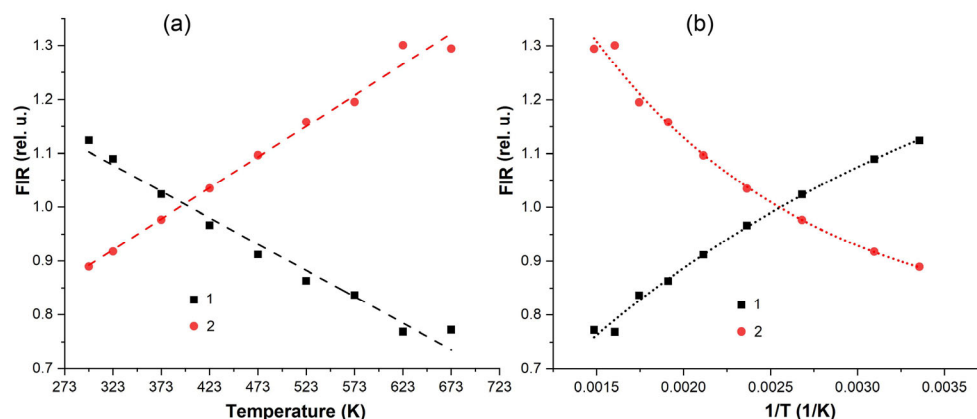 (a)
FIR (rel. u.)
1.3
1.2
1.1
1.0
0.9
0.8
0.7
1
2
273 323 373 423 473 523 573 623 673 723
Temperature (K)
(b)
FIR (rel. u.)
1.3
1.2
1.1
1.0
0.9
0.8
0.7
1
2
0.0015 0.0020 0.0025 0.0030 0.0035
1/T (1/K)